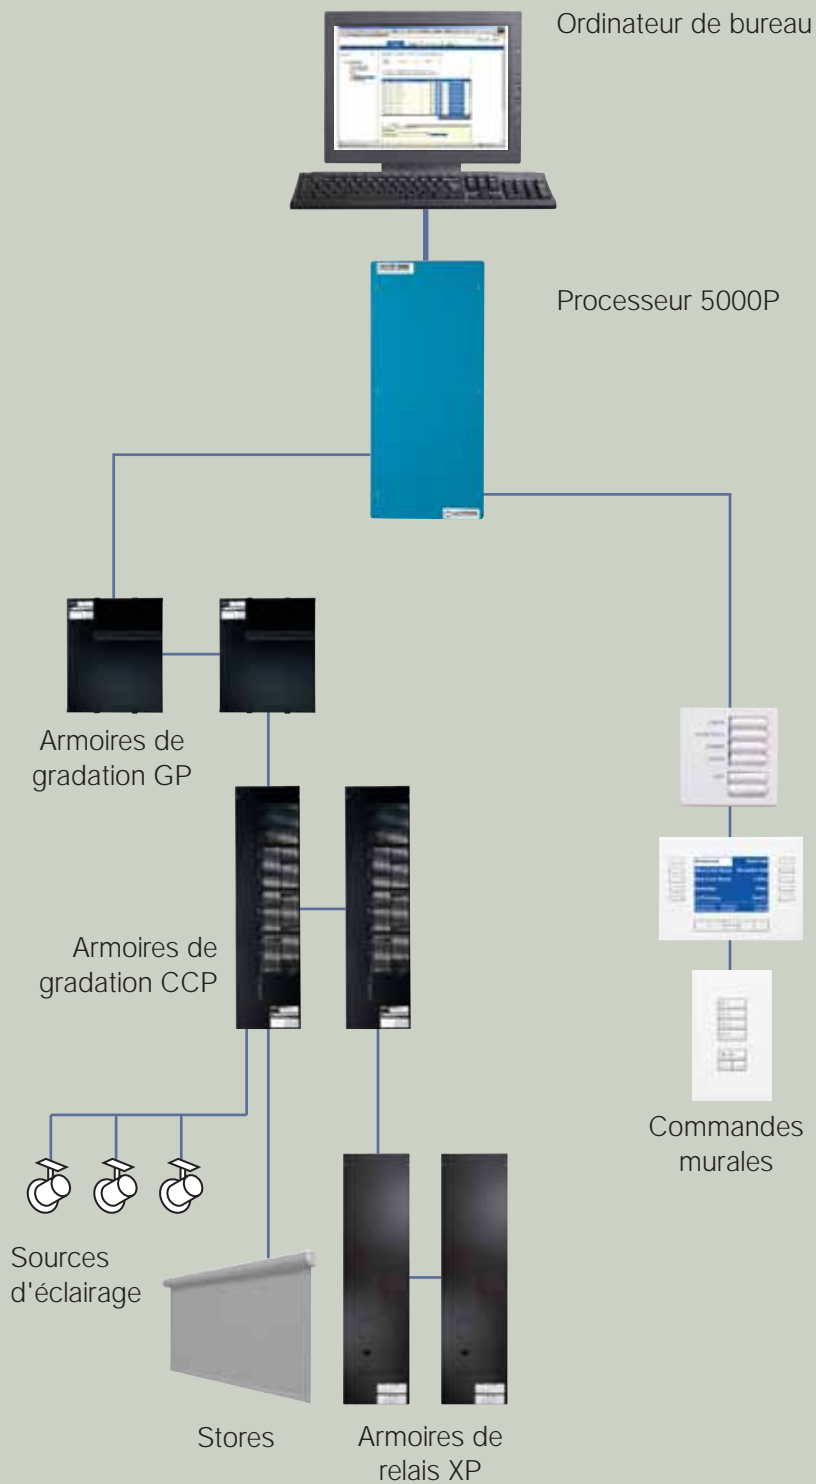 Ordinateur de bureau
Processeur 5000P
Armoires de
gradation GP
Armoires de
gradation CCP
Commandes
murales
Sources
d'éclairage
Stores
Armoires de
relais XP